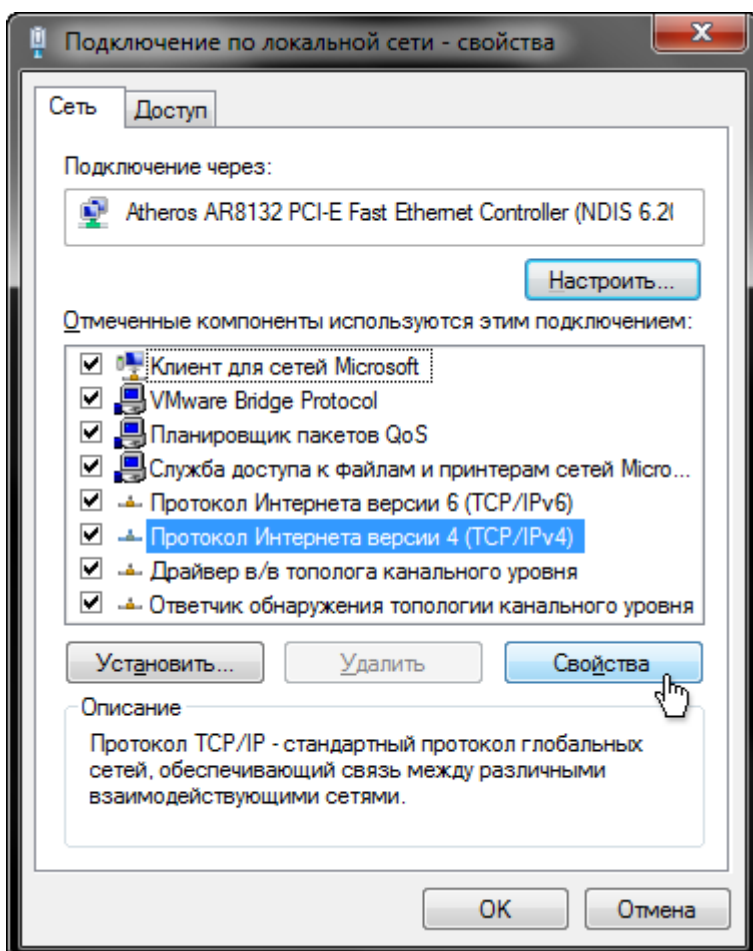 Подключение по локальной сети - свойства
Сеть
Доступ
Подключение через:
Atheros AR8132 PCI-E Fast Ethernet Controller (NDIS 6.2(
Настроить...
Отмеченные компоненты используются этим подключением:
Клиент для сетей Microsoft
VMware Bridge Protocol
Планировщик пакетов QoS
Служба доступа к файлам и принтерам сетей Micro...
Протокол Интернета версии 6 (TCP/IPv6)
Протокол Интернета версии 4 (TCP/IPv4)
Драйвер в/в тополога канального уровня
Ответчик обнаружения топологии канального уровня
Установить...
Удалить
Свойства
Описание
Протокол TCP/IP - стандартный протокол глобальных
сетей, обеспечивающий связь между различными
взаимодействующими сетями.
OK
Отмена